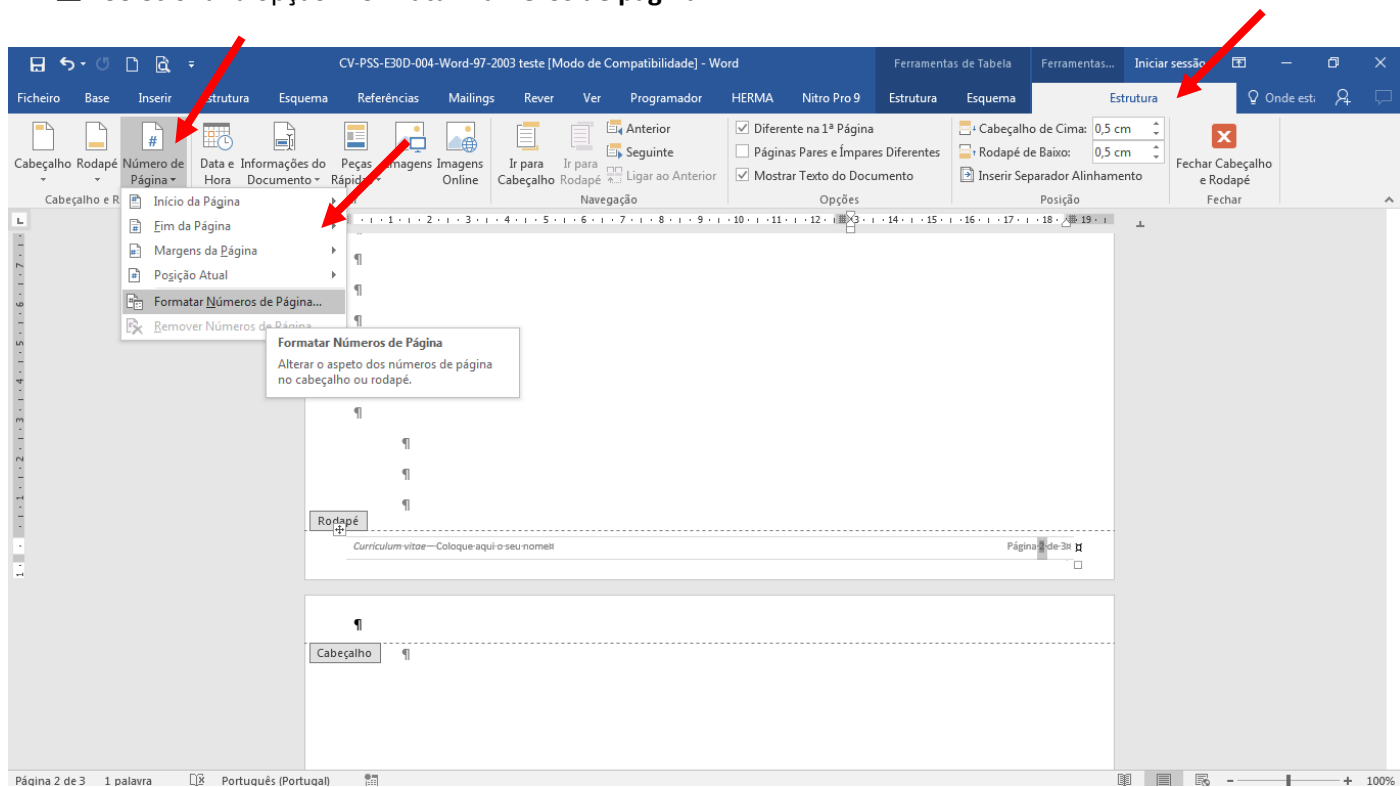 CV-PSS-E30D-004-Word-97-2003 teste [Modo de Compatibilidade] - Word
Ferramentas de Tabela
Ferramentas...
Iniciar sessão
Ficheiro Base Inserir Estrutura Esquema Referências Mailings Rever Ver Programador HERMA Nitro Pro 9 Estrutura Esquema Estrutura Onde est
Cabeçalho
Rodapé
Número de Página
Data e Hora
Informações do Documento
Peças Rápidas
Imagens
Imagens Online
Ir para Cabeçalho
Ir para Rodapé
Anterior
Seguinte
Ligar ao Anterior
Diferente na 1ª Página
Páginas Pares e Ímpares Diferentes
Mostrar Texto do Documento
Cabeçalho de Cima: 0,5 cm
Rodapé de Baixo: 0,5 cm
Inserir Separador Alinhamento
Fechar Cabeçalho e Rodapé
Cabeçalho e R
Navegação
Opções
Posição
Fechar
Início da Página
Fim da Página
Margens da Página
Posição Atual
Formatar Números de Página...
Remover Números de Página
Formatar Números de Página
Alterar o aspeto dos números de página
no cabeçalho ou rodapé.
Rodapé
Curriculum vitae—Coloque aqui o seu nome
Página 2 de 3
Cabeçalho
Página 2 de 3 1 palavra Português (Portugal) 100%